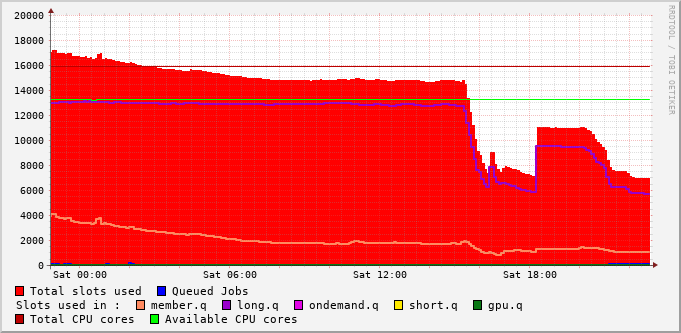 RRDTOOL / TOBI OETIKER
20000
18000
16000
14000
12000
10000
8000
6000
4000
2000
0
Sat 00:00 Sat 06:00 Sat 12:00 Sat 18:00
Total slots used Queued Jobs
Slots used in : member.q long.q ondemand.q short.q gpu.q
Total CPU cores Available CPU cores